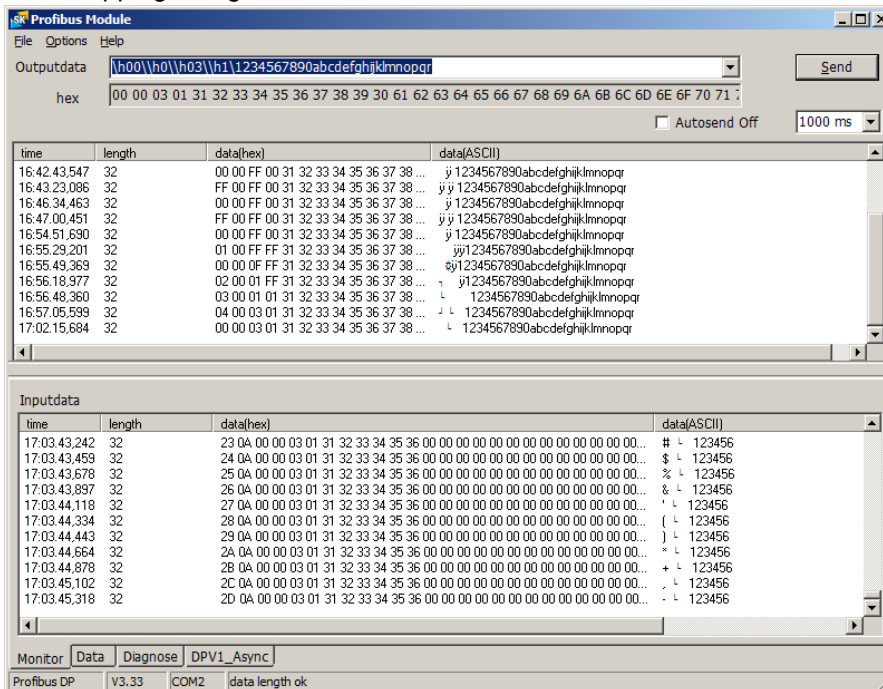 Profibus Module
File Options Help
Outputdata \h00\\h0\\h03\\h1\1234567890abcdefghijklmnopqr Send
hex 00 00 03 01 31 32 33 34 35 36 37 38 39 30 61 62 63 64 65 66 67 68 69 6A 6B 6C 6D 6E 6F 70 71
Autosend Off 1000 ms
time length data(hex) data(ASCII)
16:42.43,547 32 00 00 FF 00 31 32 33 34 35 36 37 38 ... ÿ 1234567890abcdefghijklmnopqr
16:43.23,086 32 FF 00 FF 00 31 32 33 34 35 36 37 38 ... ÿ ÿ 1234567890abcdefghijklmnopqr
16:46.34,463 32 00 00 FF 00 31 32 33 34 35 36 37 38 ... ÿ 1234567890abcdefghijklmnopqr
16:47.00,451 32 FF 00 FF 00 31 32 33 34 35 36 37 38 ... ÿ ÿ 1234567890abcdefghijklmnopqr
16:54.51,690 32 00 00 FF 00 31 32 33 34 35 36 37 38 ... ÿ 1234567890abcdefghijklmnopqr
16:55.29,201 32 01 00 FF FF 31 32 33 34 35 36 37 38 ... ÿÿ1234567890abcdefghijklmnopqr
16:55.49,369 32 00 00 0F FF 31 32 33 34 35 36 37 38 ... ¤ÿ1234567890abcdefghijklmnopqr
16:56.18,977 32 02 00 01 FF 31 32 33 34 35 36 37 38 ... ┐ ÿ1234567890abcdefghijklmnopqr
16:56.48,360 32 03 00 01 01 31 32 33 34 35 36 37 38 ... └ 1234567890abcdefghijklmnopqr
16:57.05,599 32 04 00 03 01 31 32 33 34 35 36 37 38 ... ┘ └ 1234567890abcdefghijklmnopqr
17:02.15,684 32 00 00 03 01 31 32 33 34 35 36 37 38 ... └ 1234567890abcdefghijklmnopqr
Inputdata
time length data(hex) data(ASCII)
17:03.43,242 32 23 0A 00 00 03 01 31 32 33 34 35 36 00 00 00 00 00 00 00 00 00 00 00 00... # └ 123456
17:03.43,459 32 24 0A 00 00 03 01 31 32 33 34 35 36 00 00 00 00 00 00 00 00 00 00 00 00... $ └ 123456
17:03.43,678 32 25 0A 00 00 03 01 31 32 33 34 35 36 00 00 00 00 00 00 00 00 00 00 00 00... % └ 123456
17:03.43,897 32 26 0A 00 00 03 01 31 32 33 34 35 36 00 00 00 00 00 00 00 00 00 00 00 00... & └ 123456
17:03.44,118 32 27 0A 00 00 03 01 31 32 33 34 35 36 00 00 00 00 00 00 00 00 00 00 00 00... ' └ 123456
17:03.44,334 32 28 0A 00 00 03 01 31 32 33 34 35 36 00 00 00 00 00 00 00 00 00 00 00 00... ( └ 123456
17:03.44,443 32 29 0A 00 00 03 01 31 32 33 34 35 36 00 00 00 00 00 00 00 00 00 00 00 00... ) └ 123456
17:03.44,664 32 2A 0A 00 00 03 01 31 32 33 34 35 36 00 00 00 00 00 00 00 00 00 00 00 00... * └ 123456
17:03.44,878 32 2B 0A 00 00 03 01 31 32 33 34 35 36 00 00 00 00 00 00 00 00 00 00 00 00... + └ 123456
17:03.45,102 32 2C 0A 00 00 03 01 31 32 33 34 35 36 00 00 00 00 00 00 00 00 00 00 00 00... , └ 123456
17:03.45,318 32 2D 0A 00 00 03 01 31 32 33 34 35 36 00 00 00 00 00 00 00 00 00 00 00 00... - └ 123456
Monitor Data Diagnose DPV1_Async
Profibus DP V3.33 COM2 data length ok